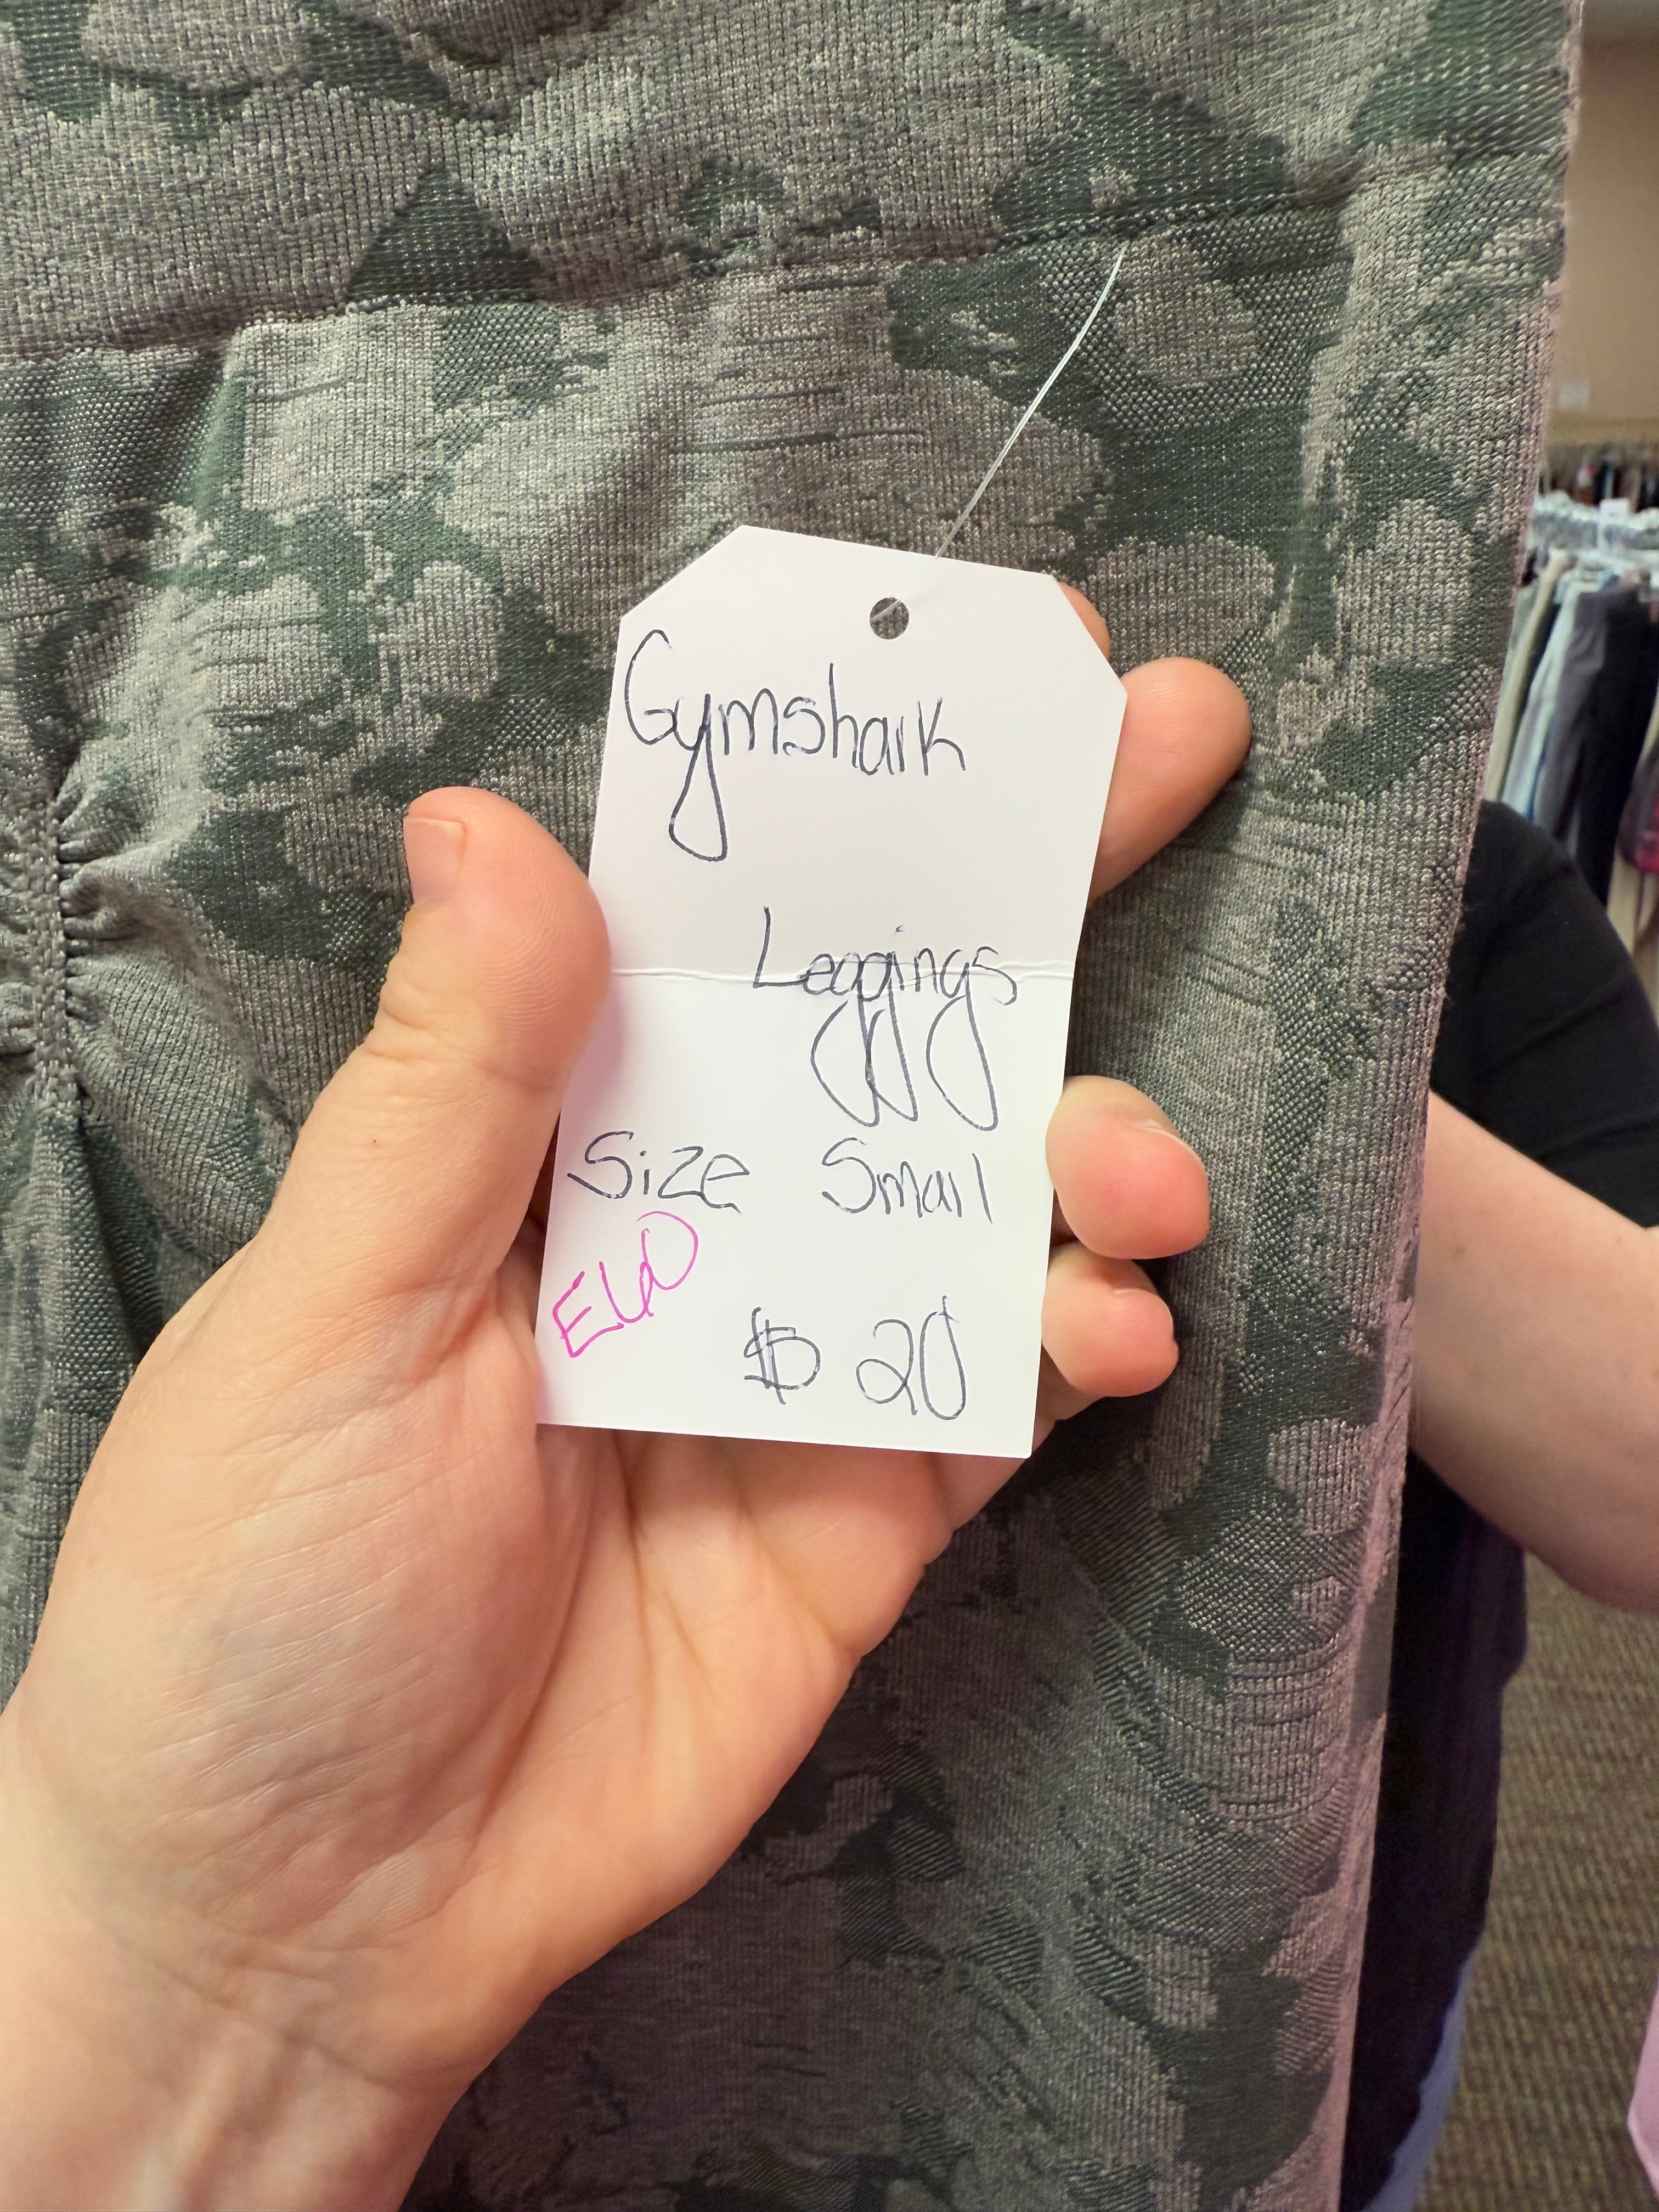 Gymshark
Leggings
Size Small
$ 20